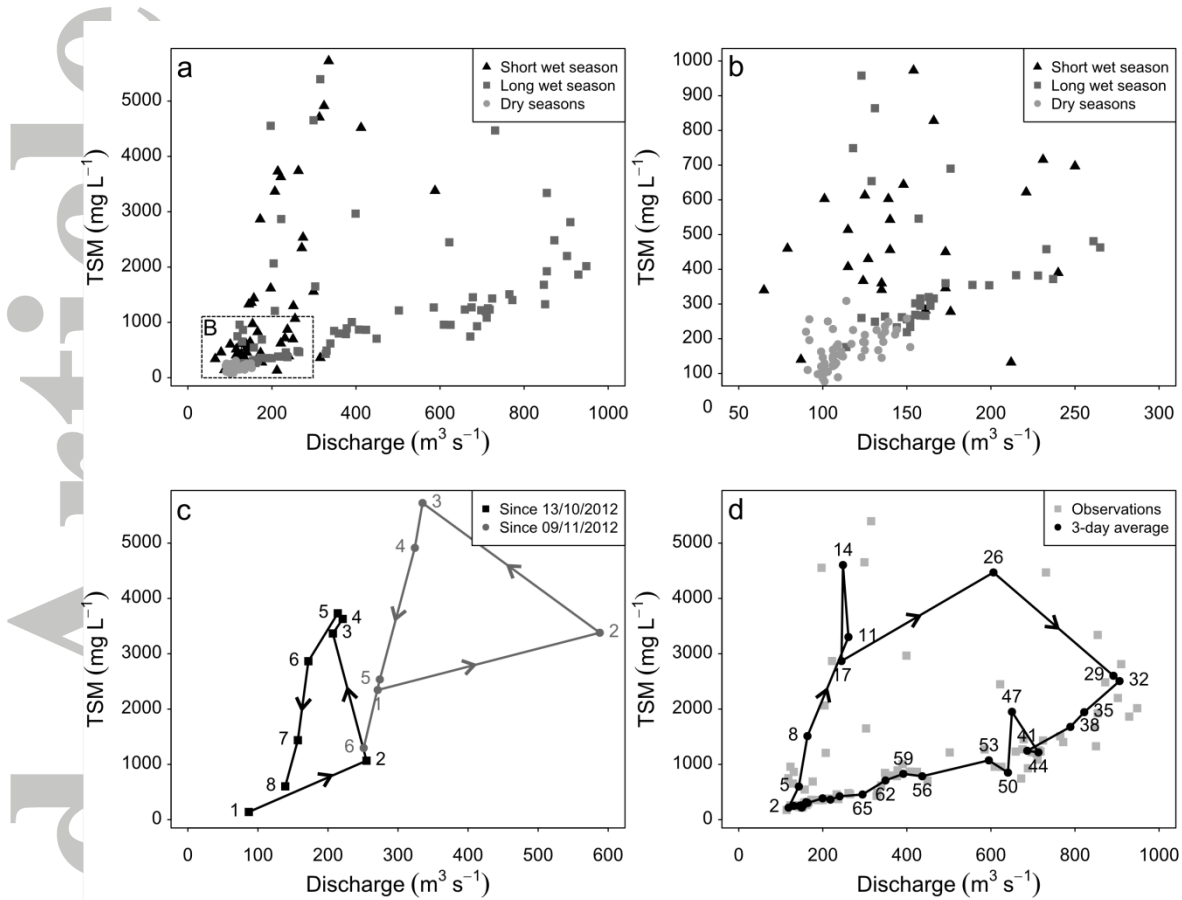 a
Short wet season
Long wet season
Dry seasons
B
TSM (mg L⁻¹)
5000
4000
3000
2000
1000
0
0 200 400 600 800 1000
Discharge (m³ s⁻¹)
b
Short wet season
Long wet season
Dry seasons
TSM (mg L⁻¹)
1000
900
800
700
600
500
400
300
200
100
0
50 100 150 200 250 300
Discharge (m³ s⁻¹)
c
Since 13/10/2012
Since 09/11/2012
TSM (mg L⁻¹)
5000
4000
3000
2000
1000
0
3
4
5
4
3
2
6
5
1
7
6
2
8
1
0 100 200 300 400 500 600
Discharge (m³ s⁻¹)
d
Observations
3-day average
TSM (mg L⁻¹)
5000
4000
3000
2000
1000
0
14
26
11
17
29
32
47
35
8
38
41
44
53
50
5
59
56
62
65
2
0 200 400 600 800 1000
Discharge (m³ s⁻¹)